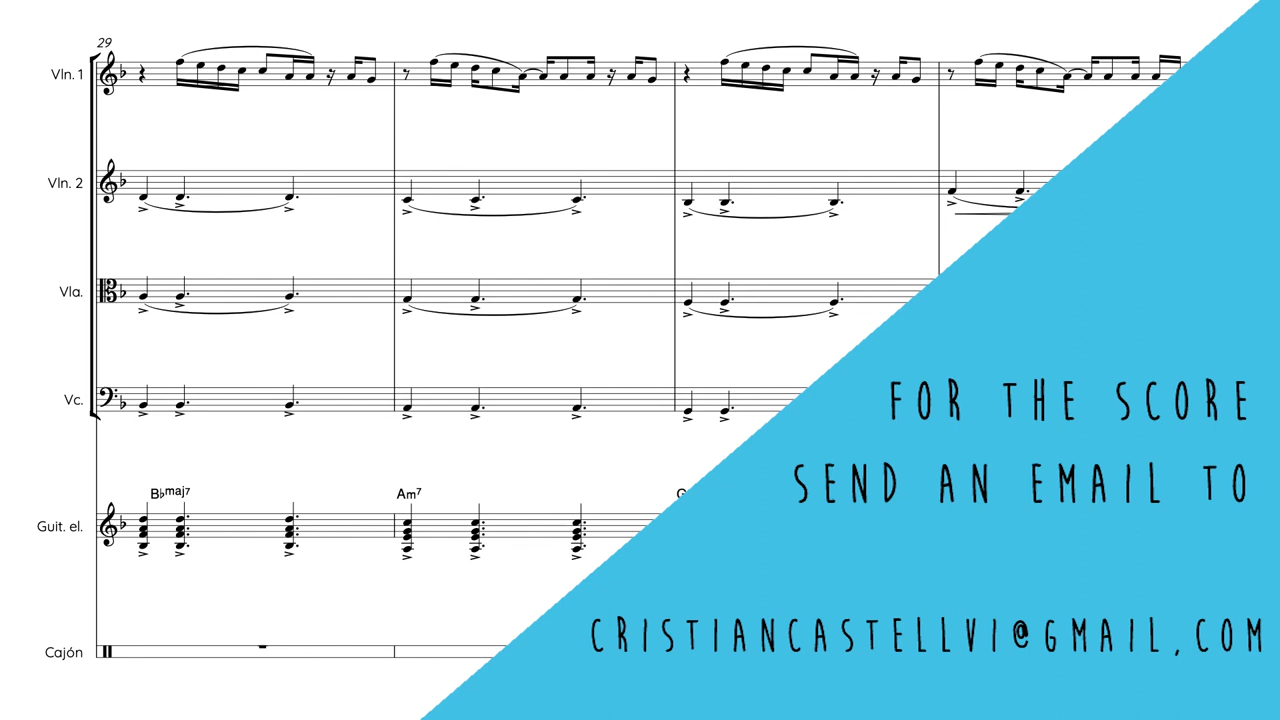 29
Vln. 1
Vln. 2
Vla.
Vc.
B♭maj7
Am7
G
Guit. el.
Cajón
FOR THE SCORE
SEND AN EMAIL TO
CRISTIANCASTELLVI@GMAIL.COM